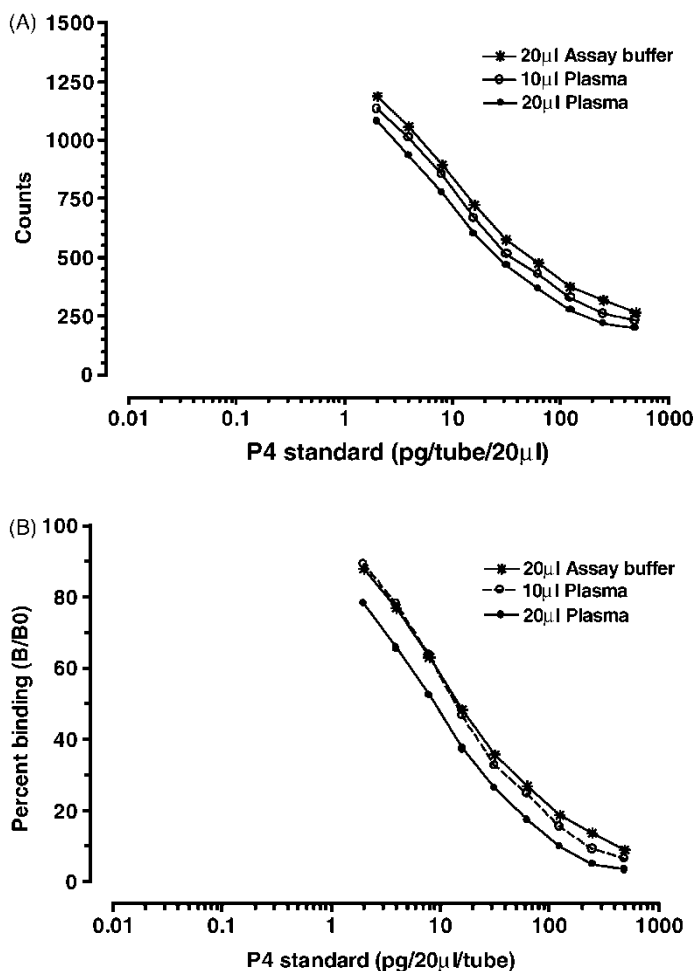 (A)
1500
1250
1000
750
500
250
0
Counts
20μl Assay buffer
10μl Plasma
20μl Plasma
0.01 0.1 1 10 100 1000
P4 standard (pg/tube/20μl)
(B)
100
80
60
40
20
0
Percent binding (B/B0)
20μl Assay buffer
10μl Plasma
20μl Plasma
0.01 0.1 1 10 100 1000
P4 standard (pg/20μl/tube)